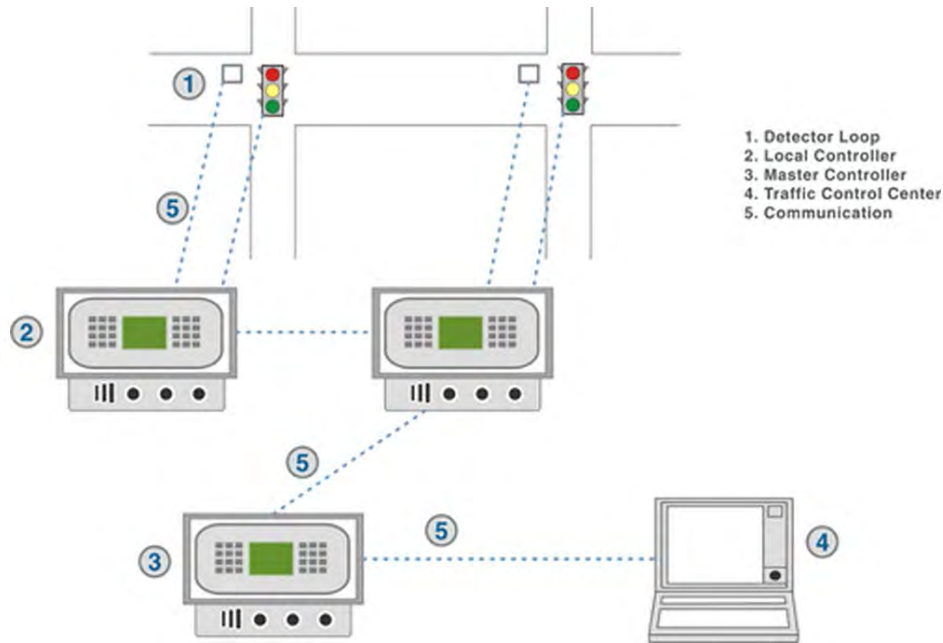 1
5
2
5
5
3
4
1. Detector Loop
2. Local Controller
3. Master Controller
4. Traffic Control Center
5. Communication